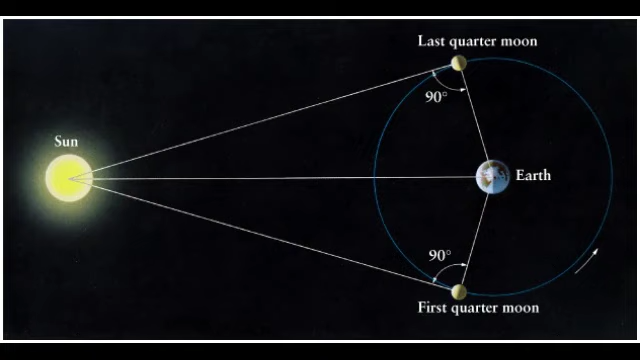 Last quarter moon
90°
Sun
Earth
90°
First quarter moon